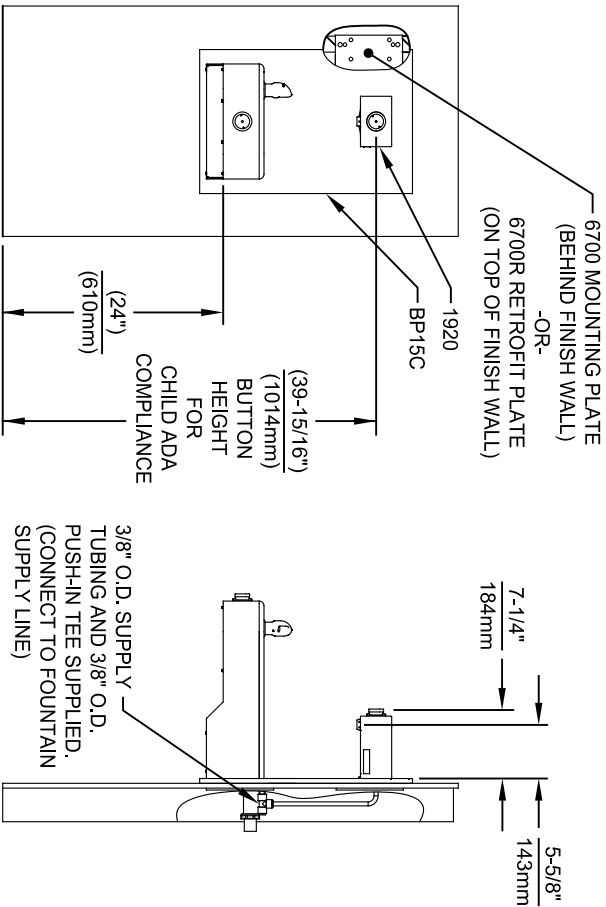 6700 MOUNTING PLATE
(BEHIND FINISH WALL)
-OR-
6700R RETROFIT PLATE
(ON TOP OF FINISH WALL)
1920
BP15C
(39-15/16")
(1014mm)
BUTTON
HEIGHT
FOR
CHILD ADA
COMPLIANCE
(24")
(610mm)
7-1/4"
184mm
5-5/8"
143mm
3/8" O.D. SUPPLY
TUBING AND 3/8" O.D.
PUSH-IN TEE SUPPLIED.
(CONNECT TO FOUNTAIN
SUPPLY LINE)